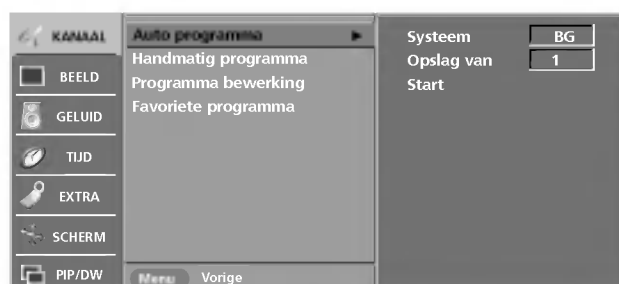 KANAAL
BEELD
GELUID
TIJD
EXTRA
SCHERM
PIP/DW
Auto programma
Handmatig programma
Programma bewerking
Favoriete programma
Menu Vorige
Systeem BG
Opslag van 1
Start